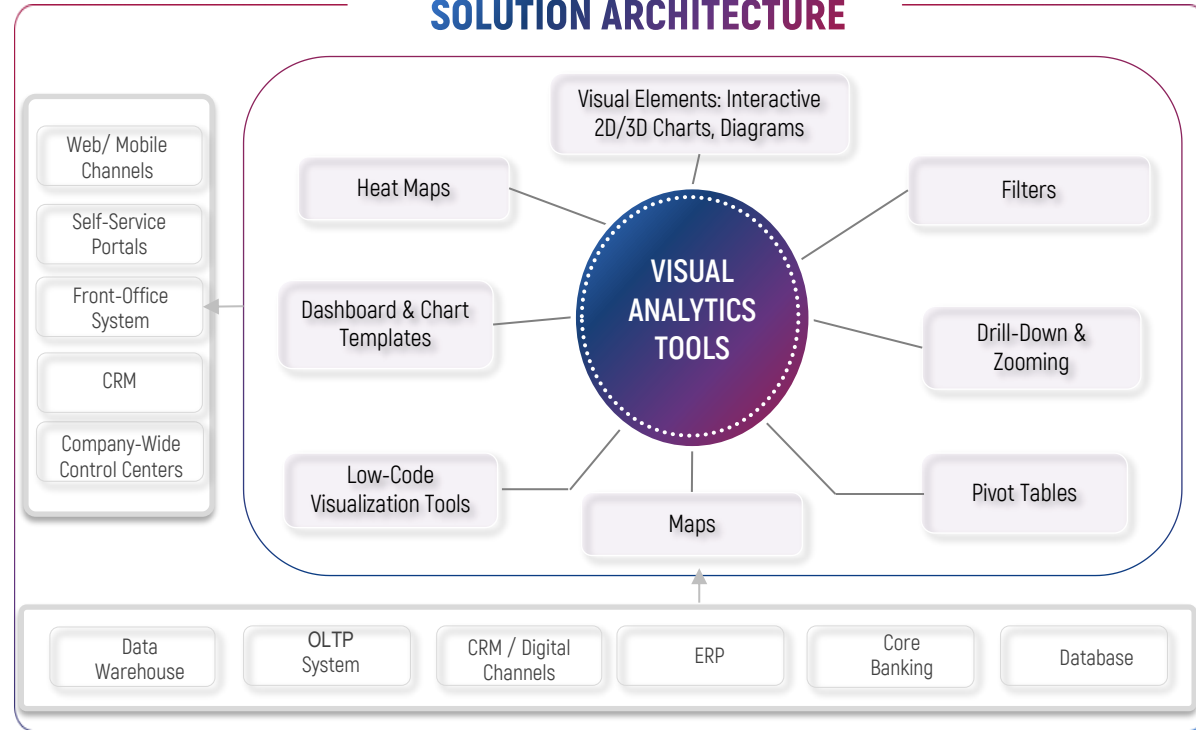 SOLUTION ARCHITECTURE
Web/ Mobile
Channels
Self-Service
Portals
Front-Office
System
CRM
Company-Wide
Control Centers
Visual Elements: Interactive
2D/3D Charts, Diagrams
Heat Maps
Filters
VISUAL
ANALYTICS
TOOLS
Dashboard & Chart
Templates
Drill-Down &
Zooming
Low-Code
Visualization Tools
Maps
Pivot Tables
Data
Warehouse
OLTP
System
CRM / Digital
Channels
ERP
Core
Banking
Database